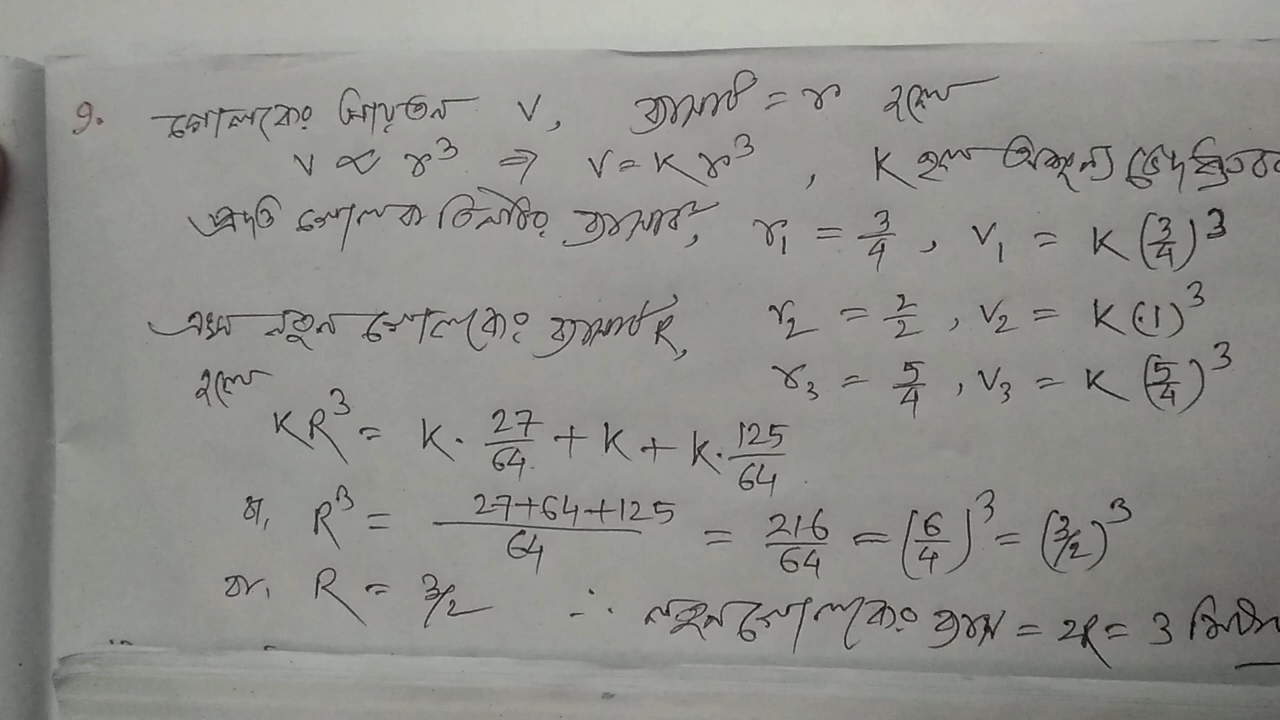 9. গোলকের আয়তন V, ব্যাসার্ধ = r হলে
V ∝ r³ ⇒ V = K r³, K হল অশূন্য ভেদ ধ্রুবক
প্রদত্ত গোলক তিনটির ব্যাসার্ধ, r₁ = 3/4, V₁ = K(3/4)³
r₂ = 2/2, V₂ = K(1)³
এখন নতুন গোলকের ব্যাসার্ধ R,
r₃ = 5/4, V₃ = K(5/4)³
হলে
KR³ = K. 27/64 + K + K. 125/64
বা, R³ = (27+64+125)/64 = 216/64 = (6/4)³ = (3/2)³
বা, R = 3/2 ∴ নতুন গোলকের ব্যাস = 2R = 3